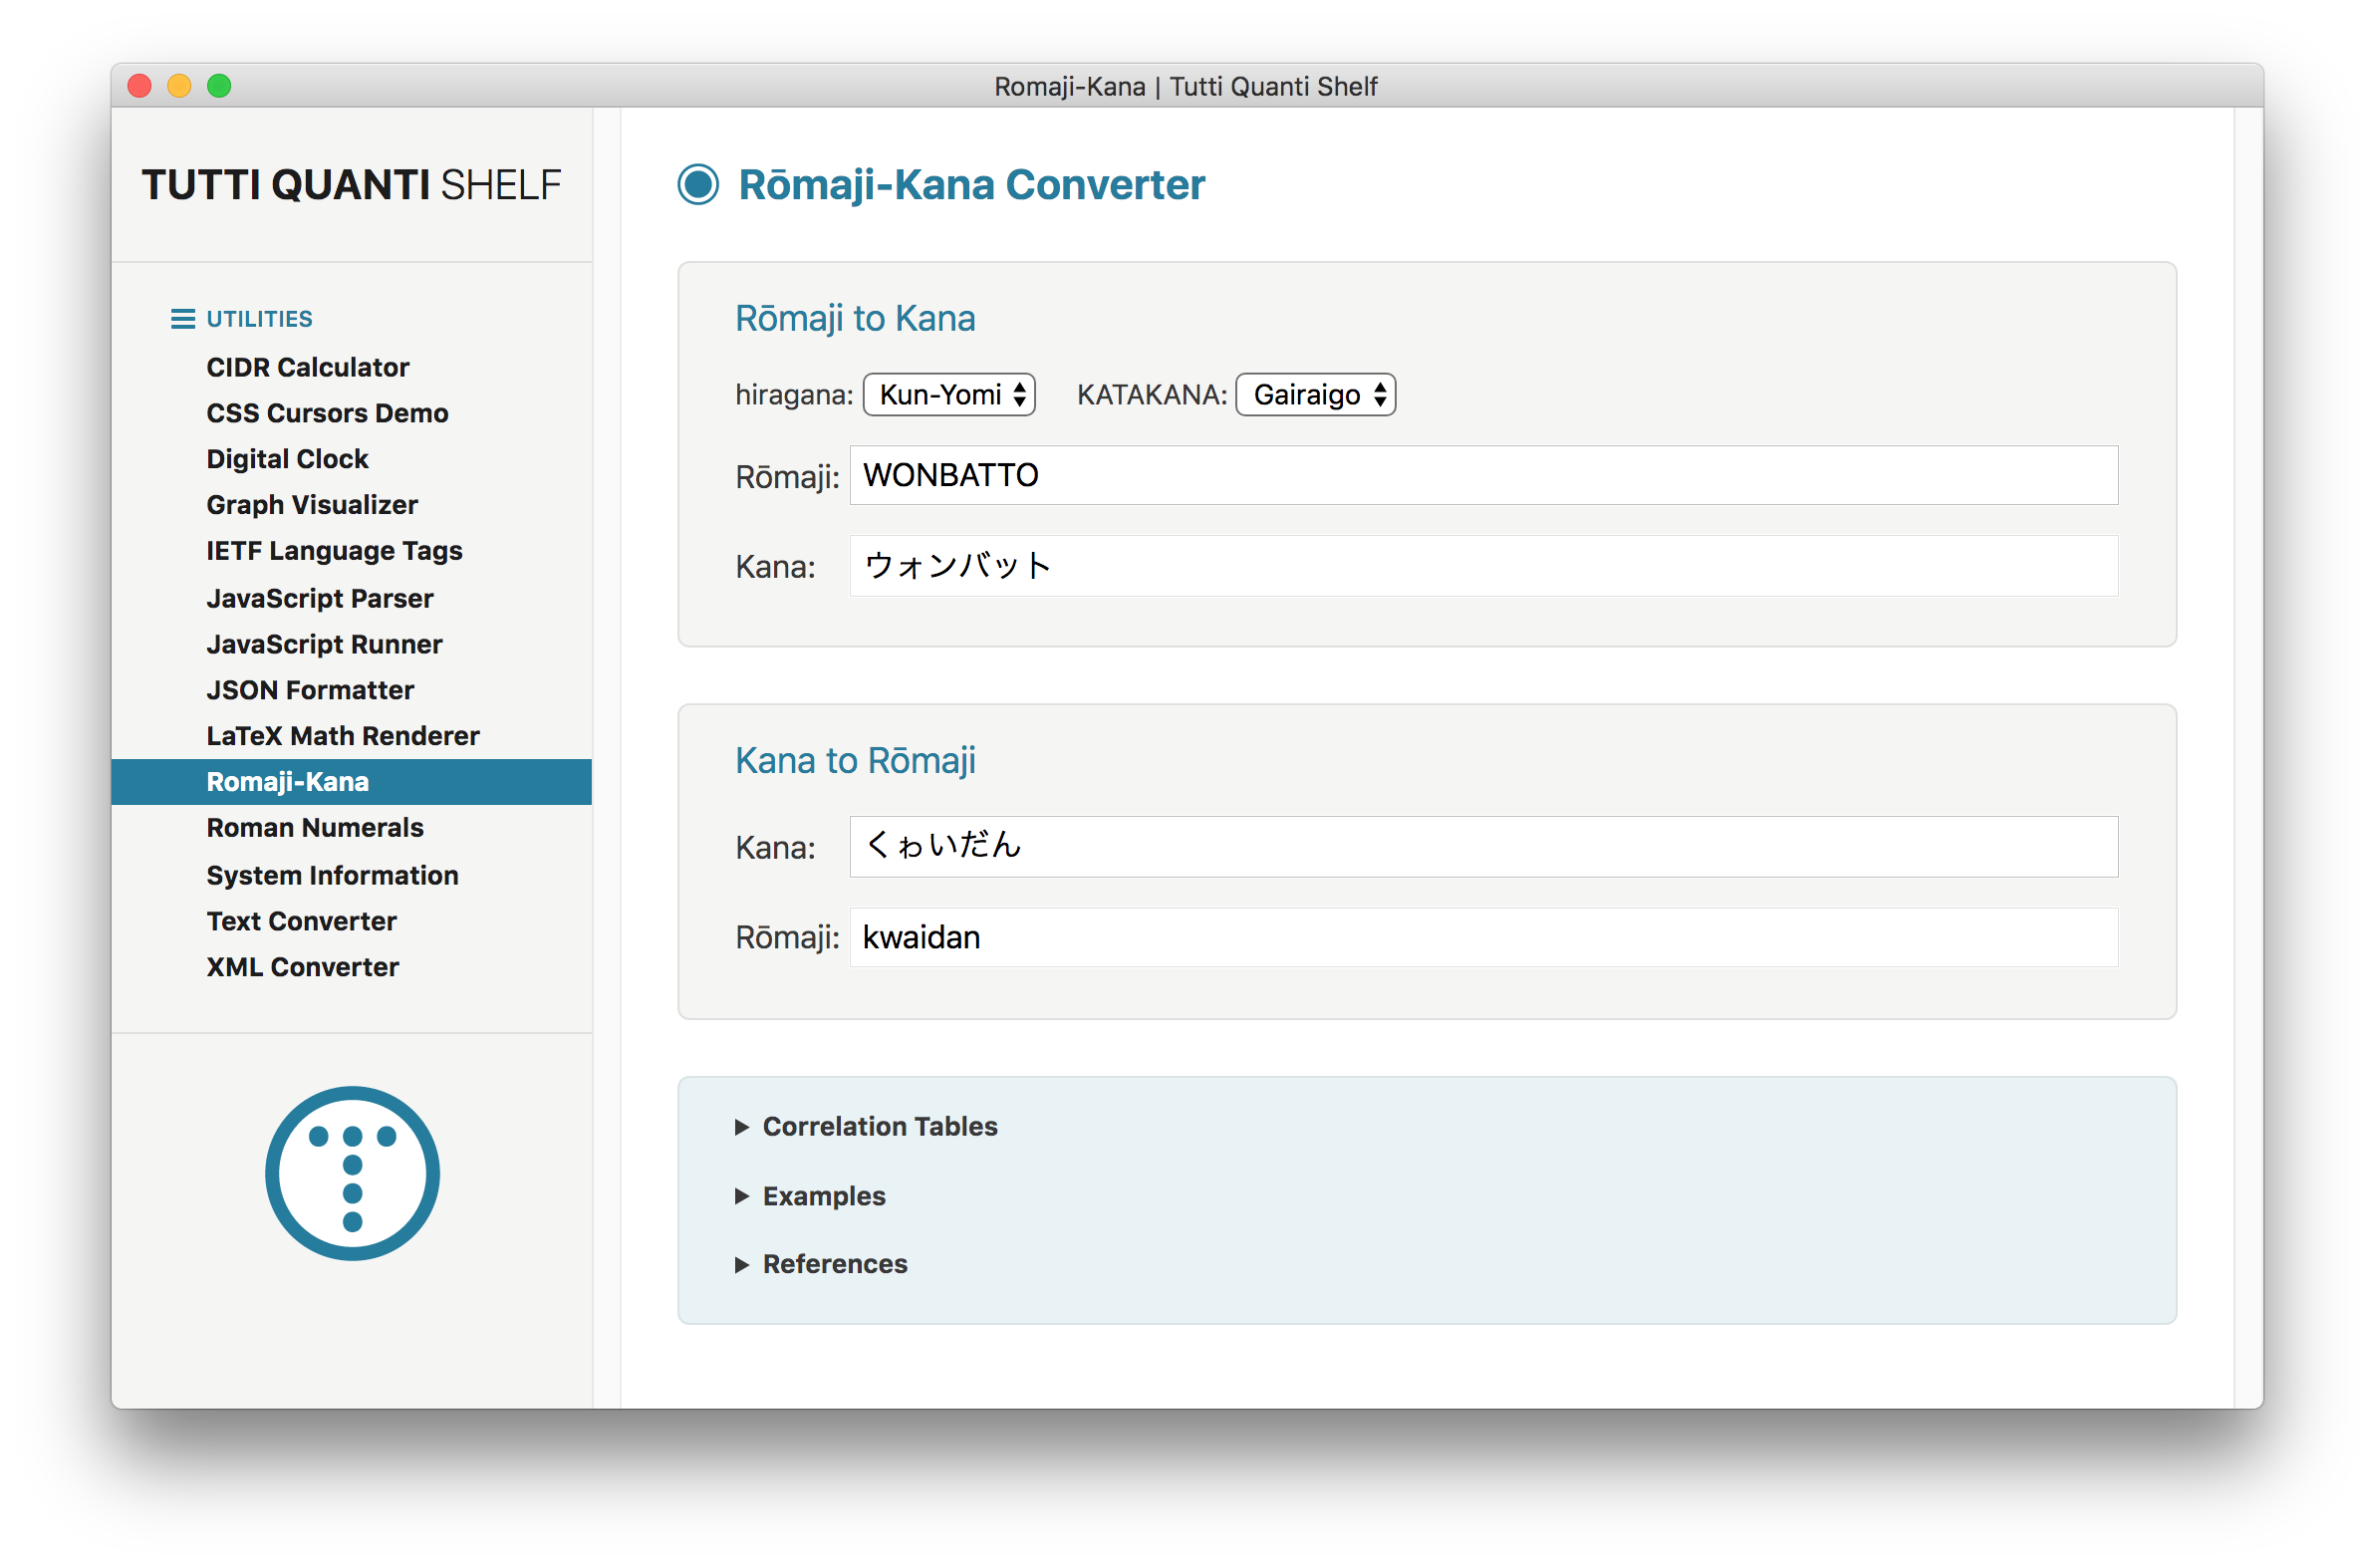 Romaji-Kana | Tutti Quanti Shelf
TUTTI QUANTI SHELF
UTILITIES
CIDR Calculator
CSS Cursors Demo
Digital Clock
Graph Visualizer
IETF Language Tags
JavaScript Parser
JavaScript Runner
JSON Formatter
LaTeX Math Renderer
Romaji-Kana
Roman Numerals
System Information
Text Converter
XML Converter
Rōmaji-Kana Converter
Rōmaji to Kana
hiragana: Kun-Yomi KATAKANA: Gairaigo
Rōmaji: WONBATTO
Kana: ウォンバット
Kana to Rōmaji
Kana: くゎいだん
Rōmaji: kwaidan
Correlation Tables
Examples
References